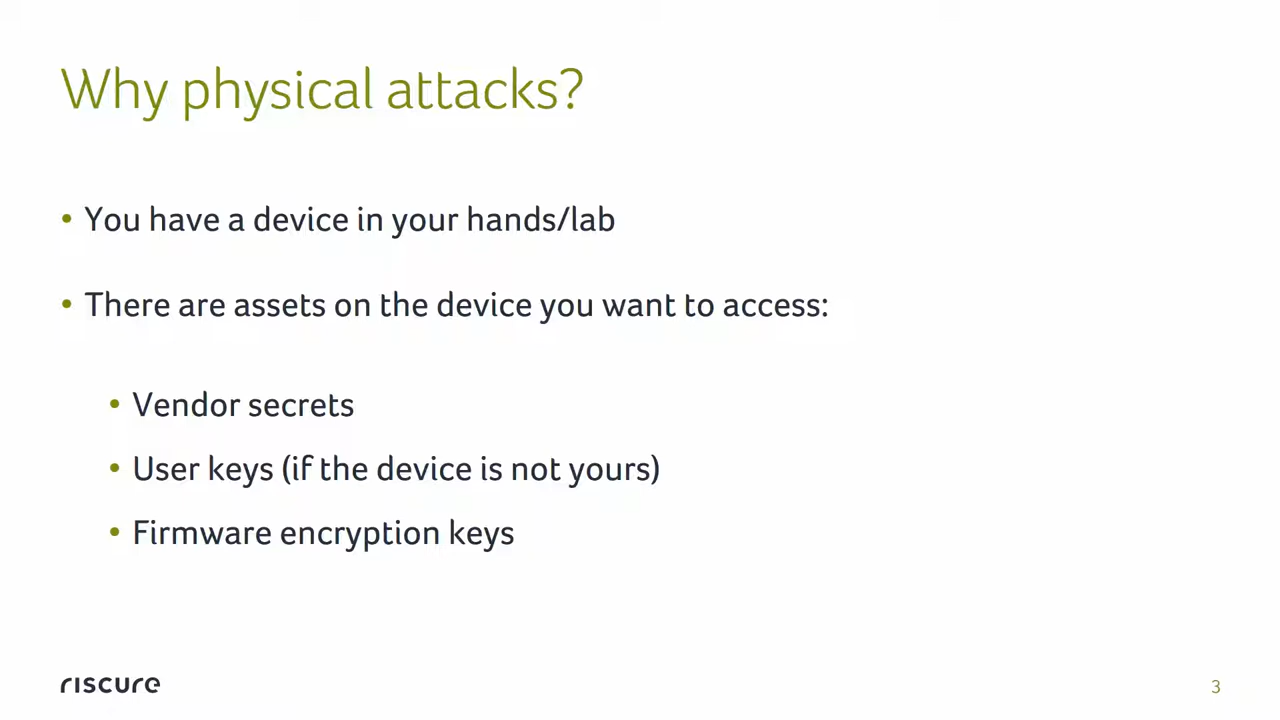 Why physical attacks?
• You have a device in your hands/lab
• There are assets on the device you want to access:
• Vendor secrets
• User keys (if the device is not yours)
• Firmware encryption keys
riscure
3